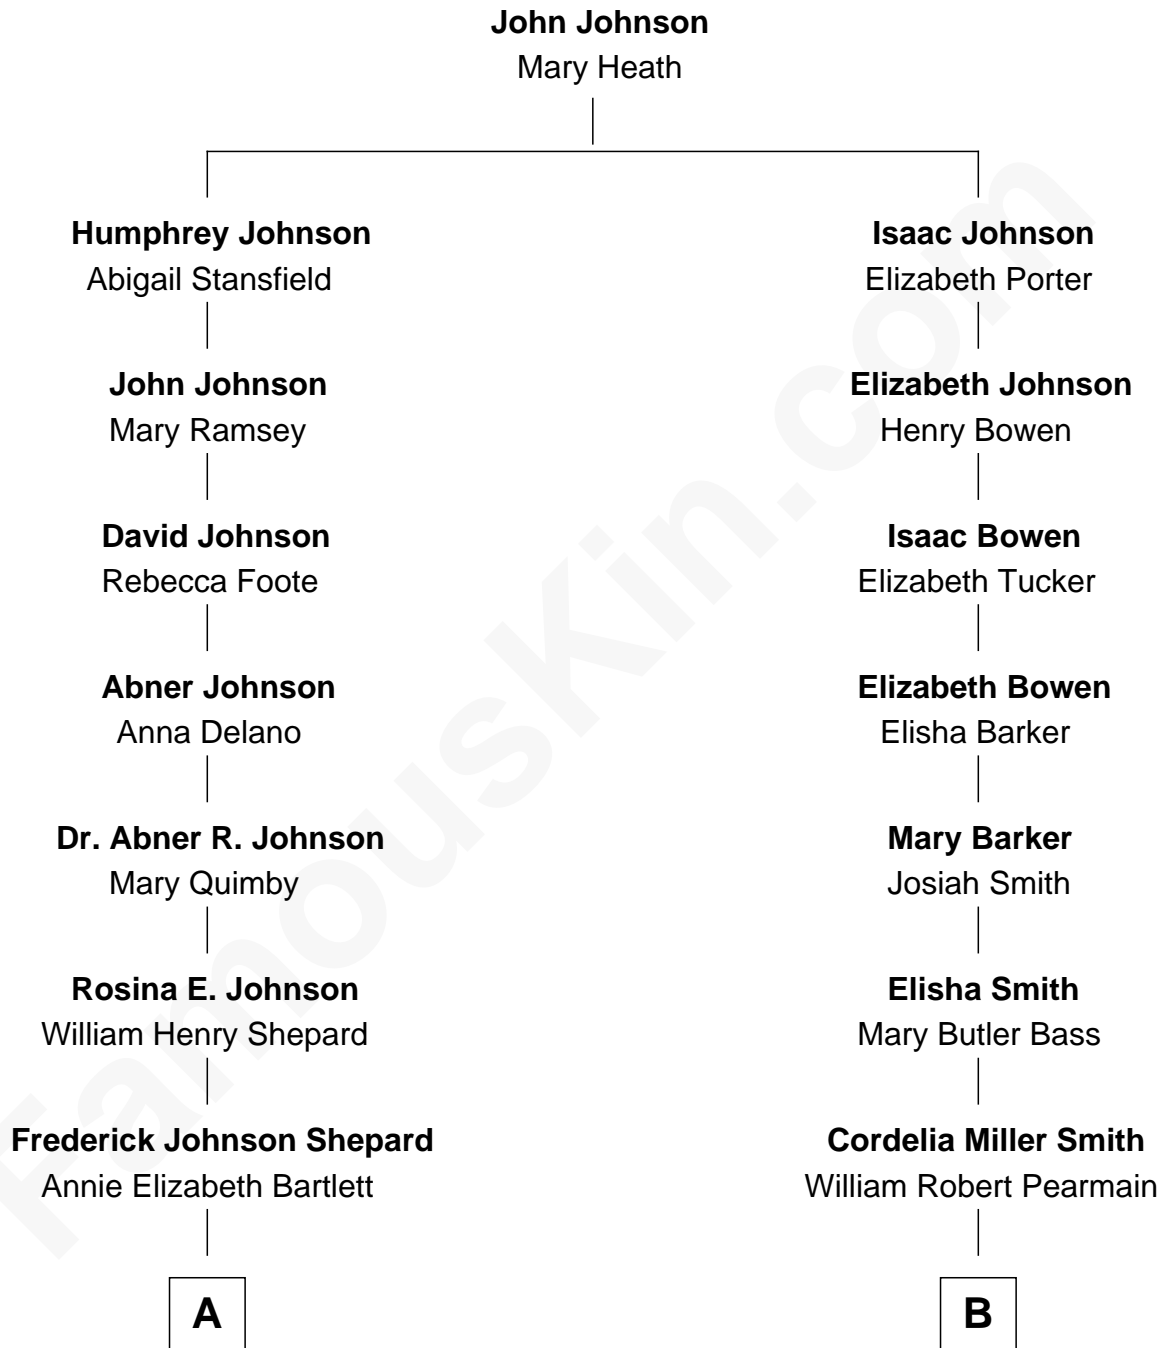 John Johnson
Mary Heath
Humphrey Johnson
Abigail Stansfield
Isaac Johnson
Elizabeth Porter
John Johnson
Mary Ramsey
Elizabeth Johnson
Henry Bowen
David Johnson
Rebecca Foote
Isaac Bowen
Elizabeth Tucker
Abner Johnson
Anna Delano
Elizabeth Bowen
Elisha Barker
Dr. Abner R. Johnson
Mary Quimby
Mary Barker
Josiah Smith
Rosina E. Johnson
William Henry Shepard
Elisha Smith
Mary Butler Bass
Frederick Johnson Shepard
Annie Elizabeth Bartlett
Cordelia Miller Smith
William Robert Pearmain
A
B
FamousKin.com